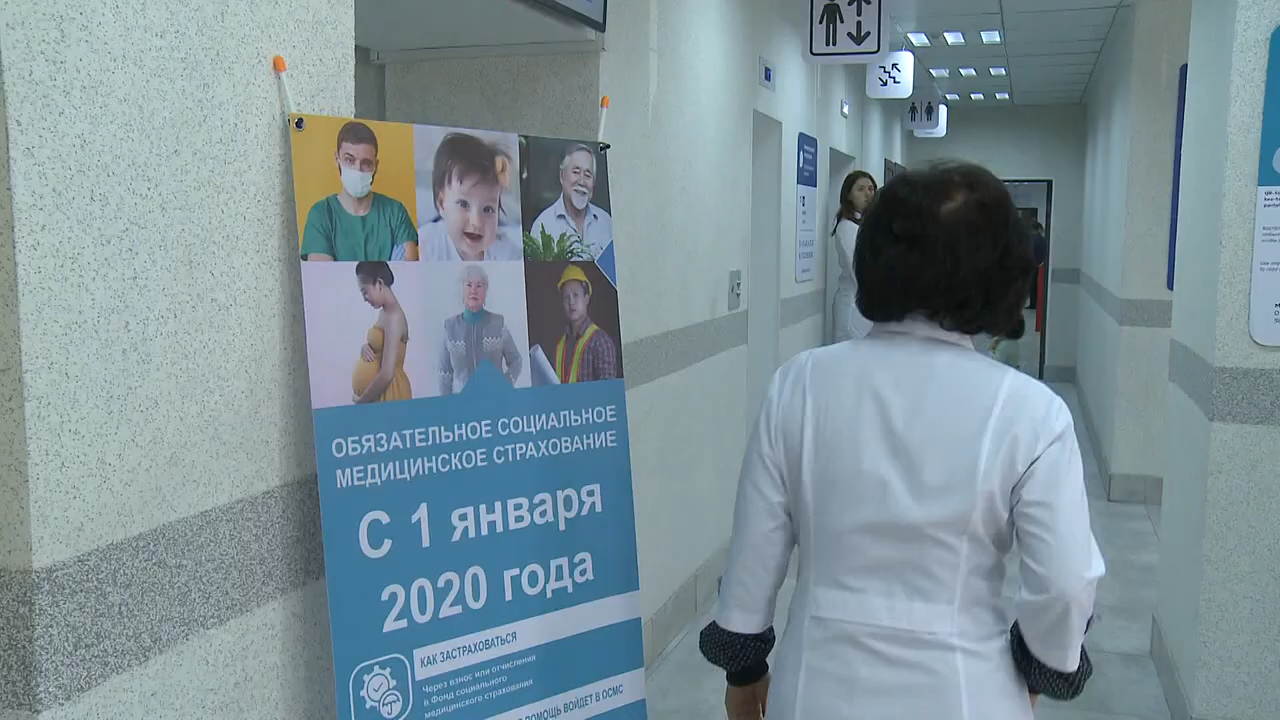 ОБЯЗАТЕЛЬНОЕ СОЦИАЛЬНОЕ
МЕДИЦИНСКОЕ СТРАХОВАНИЕ
С 1 января
2020 года
КАК ЗАСТРАХОВАТЬСЯ
Через взнос или отчисления
в Фонд социального
медицинского страхования
ПОМОЩЬ ВОЙДЕТ В ОСМС